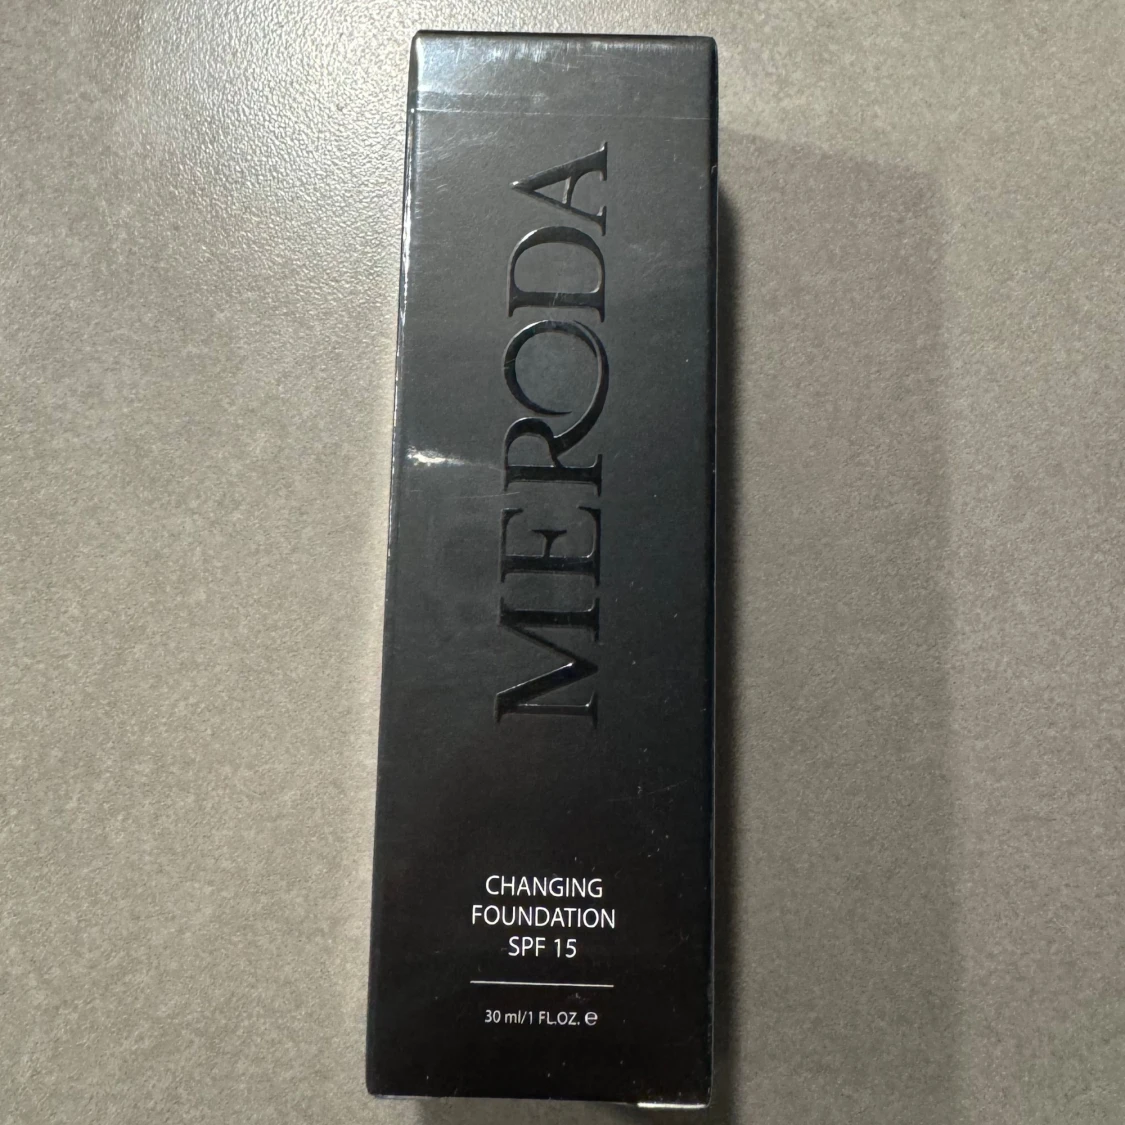 MERODA
CHANGING
FOUNDATION
SPF 15
30 ml/1 FL.OZ. ℮